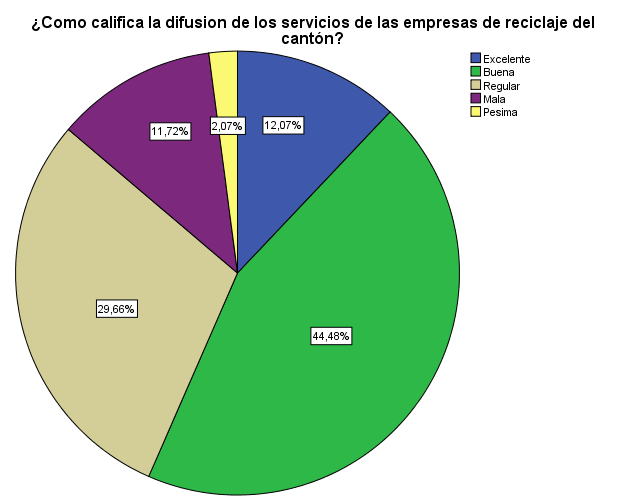 ¿Como califica la difusion de los servicios de las empresas de reciclaje del
cantón?
Excelente
Buena
Regular
Mala
Pesima
11,72%
2,07%
12,07%
29,66%
44,48%